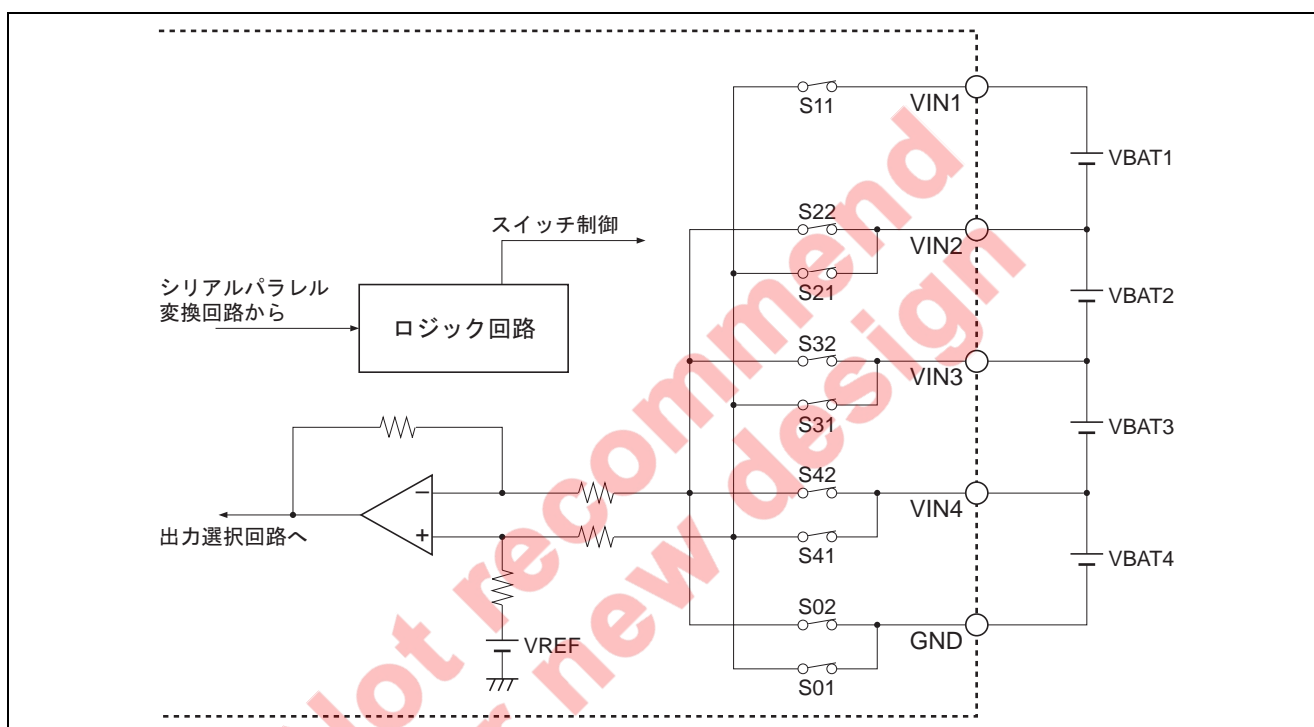 S11
VIN1
VBAT1
スイッチ制御
S22
VIN2
シリアルパラレル
変換回路から
S21
VBAT2
ロジック回路
S32
VIN3
S31
VBAT3
S42
VIN4
−
+
出力選択回路へ
S41
VBAT4
S02
GND
VREF
S01
Not recommend
for new design